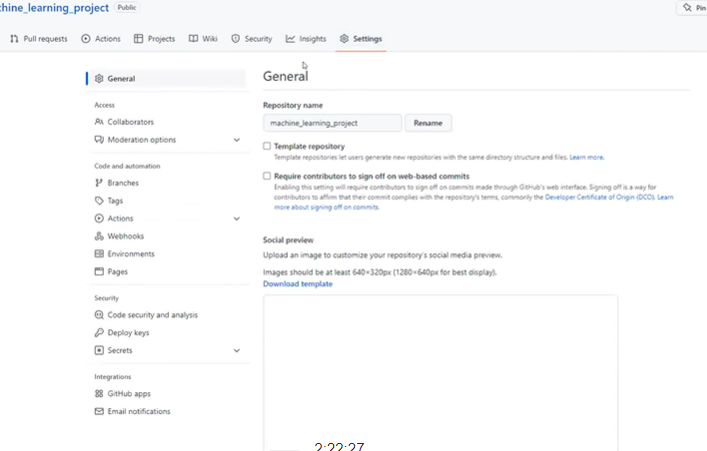 chine_learning_project Public
Pin
Pull requests Actions Projects Wiki Security Insights Settings
General
Access
Collaborators
Moderation options
Code and automation
Branches
Tags
Actions
Webhooks
Environments
Pages
Security
Code security and analysis
Deploy keys
Secrets
Integrations
GitHub apps
Email notifications
General
Repository name
machine_learning_project Rename
Template repository
Template repositories let users generate new repositories with the same directory structure and files. Learn more.
Require contributors to sign off on web-based commits
Enabling this setting will require contributors to sign off on commits made through GitHub's web interface. Signing off is a way for
contributors to affirm that their commit complies with the repository's terms, commonly the Developer Certificate of Origin (DCO). Learn
more about signing off on commits.
Social preview
Upload an image to customize your repository's social media preview.
Images should be at least 640×320px (1280×640px for best display).
Download template
2:22:27